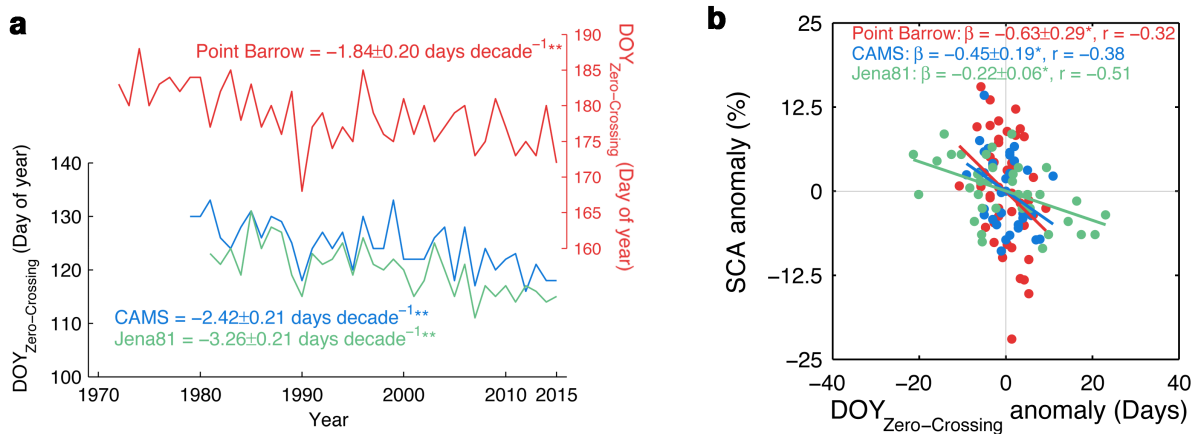 a
Point Barrow = −1.84±0.20 days decade−1**
190
185
180
175
170
165
160
DOYZero−Crossing (Day of year)
140
130
120
110
100
DOYZero−Crossing (Day of year)
CAMS = −2.42±0.21 days decade−1**
Jena81 = −3.26±0.21 days decade−1**
1970 1980 1990 2000 2010 2015
Year
b
Point Barrow: β = −0.63±0.29*, r = −0.32
CAMS: β = −0.45±0.19*, r = −0.38
Jena81: β = −0.22±0.06*, r = −0.51
25
12.5
0
−12.5
−25
SCA anomaly (%)
−40 −20 0 20 40
DOYZero−Crossing anomaly (Days)